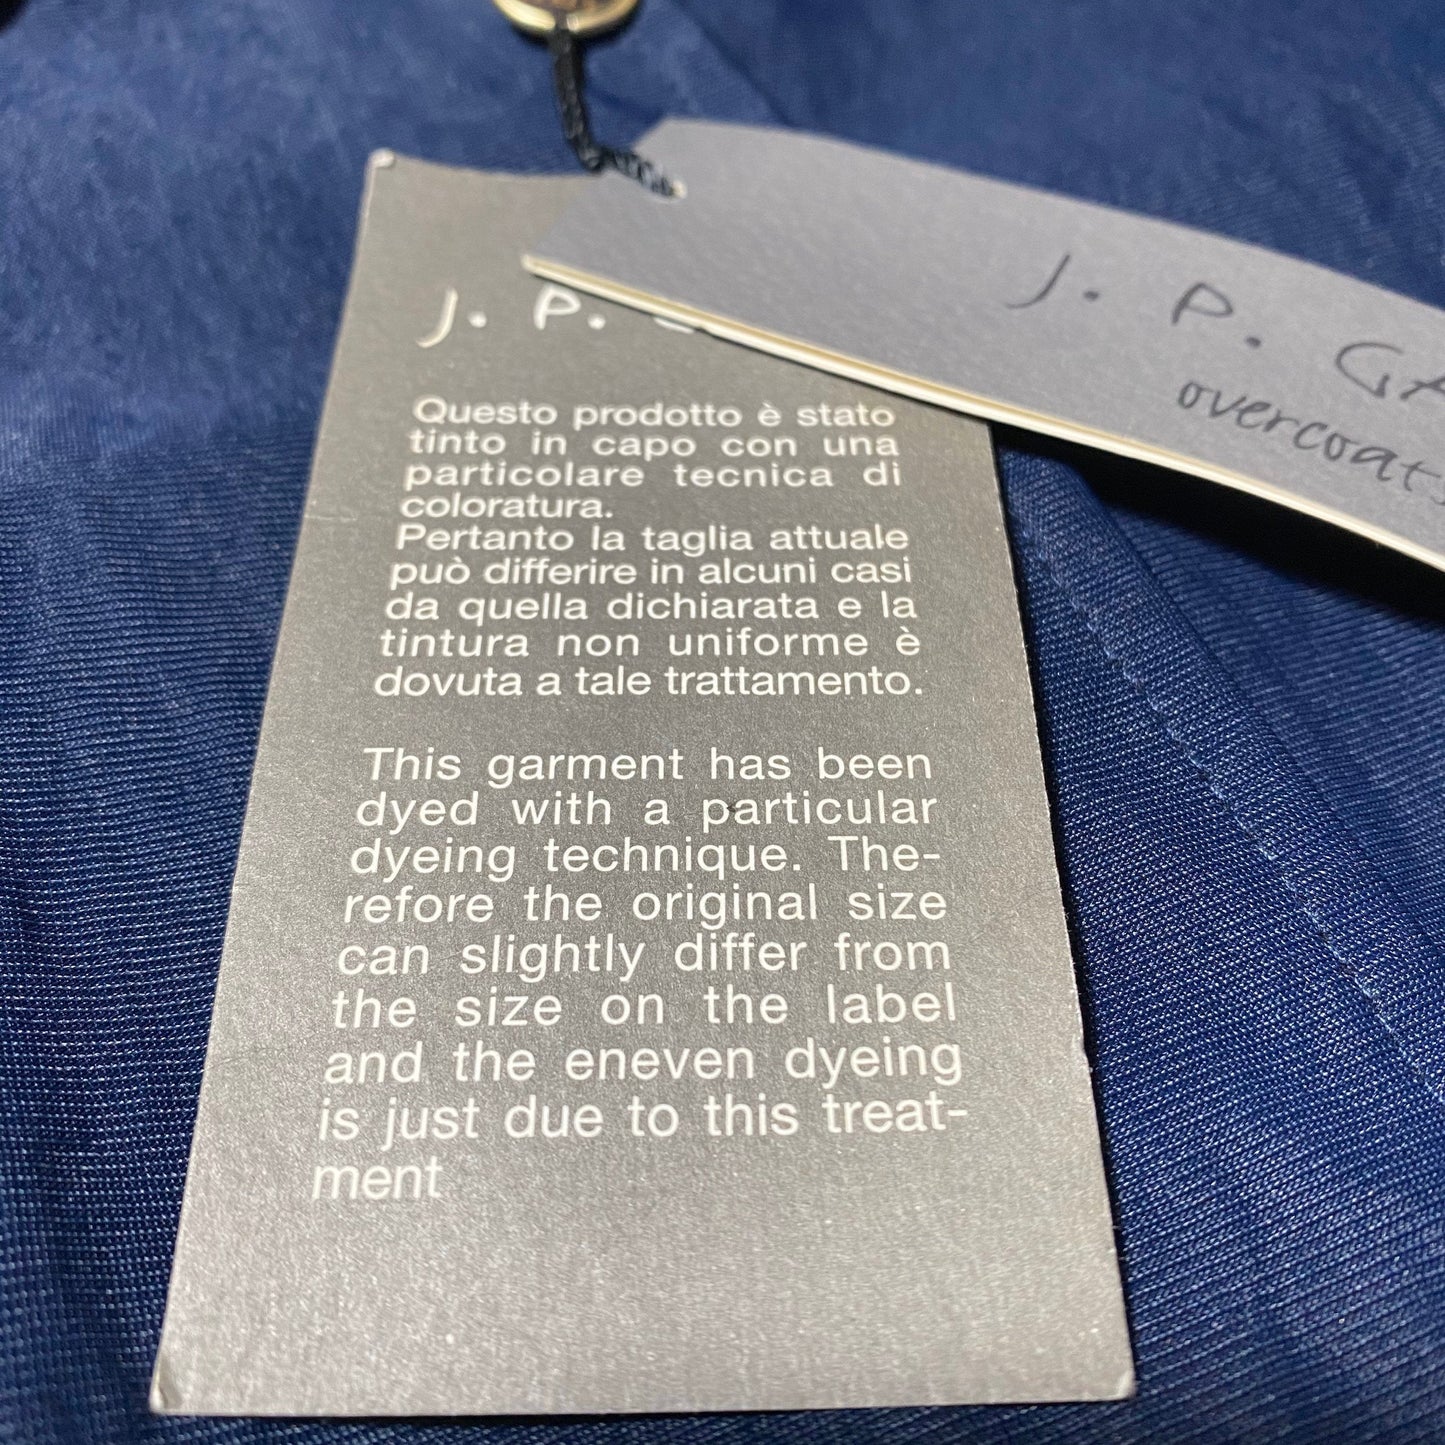 J. P. GA
overcoats
J. P.
Questo prodotto è stato
tinto in capo con una
particolare tecnica di
coloratura.
Pertanto la taglia attuale
può differire in alcuni casi
da quella dichiarata e la
tintura non uniforme è
dovuta a tale trattamento.
This garment has been
dyed with a particular
dyeing technique. The-
refore the original size
can slightly differ from
the size on the label
and the eneven dyeing
is just due to this treat-
ment